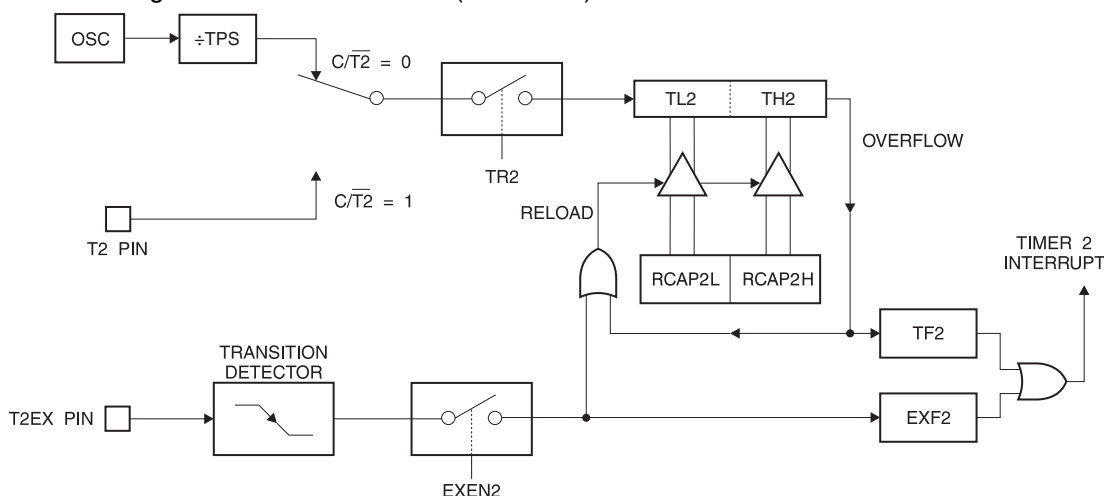 OSC
÷TPS
C/T2 = 0
TL2
TH2
OVERFLOW
TR2
C/T2 = 1
T2 PIN
RELOAD
RCAP2L
RCAP2H
TIMER 2
INTERRUPT
TF2
TRANSITION
DETECTOR
T2EX PIN
EXF2
EXEN2